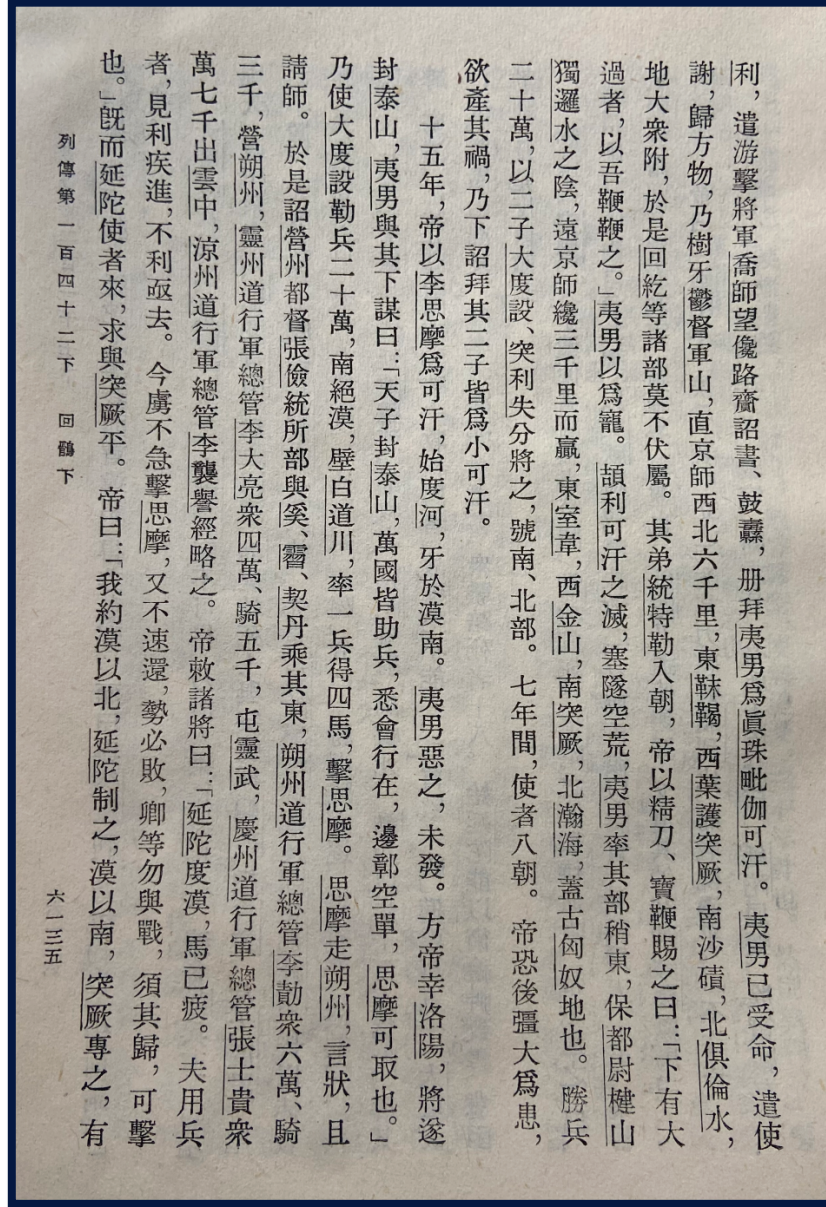 利，遣游擊將軍喬師望儳路齎詔書、鼓纛，册拜夷男爲眞珠毗伽可汗。夷男已受命，遣使
謝，歸方物，乃樹牙鬱督軍山，直京師西北六千里，東靺鞨，西葉護突厥，南沙磧，北俱倫水，
地大衆附，於是回紇等諸部莫不伏屬。其弟統特勒入朝，帝以精刀、寶鞭賜之曰：「下有大
過者，以吾鞭鞭之。」夷男以爲寵。頡利可汗之滅，塞隧空荒，夷男率其部稍東，保都尉楗山
獨邏水之陰，遠京師纔三千里而贏，東室韋，西金山，南突厥，北瀚海，蓋古匈奴地也。勝兵
二十萬，以二子大度設、突利失分將之，號南、北部。七年間，使者八朝。帝恐後彊大爲患，
欲產其禍，乃下詔拜其二子皆爲小可汗。
十五年，帝以李思摩爲可汗，始度河，牙於漠南。夷男惡之，未發。方帝幸洛陽，將遂
封泰山，夷男與其下謀曰：「天子封泰山，萬國皆助兵，悉會行在，邊鄣空單，思摩可取也。」
乃使大度設勒兵二十萬，南絕漠，壁白道川，率一兵得四馬，擊思摩。思摩走朔州，言狀，且
請師。於是詔營州都督張儉統所部與奚、霫、契丹乘其東，朔州道行軍總管李勣衆六萬、騎
三千，營朔州，靈州道行軍總管李大亮衆四萬、騎五千，屯靈武，慶州道行軍總管張士貴衆
萬七千出雲中，涼州道行軍總管李襲譽經略之。帝敕諸將曰：「延陀度漠，馬已疲。夫用兵
者，見利疾進，不利亟去。今虜不急擊思摩，又不速還，勢必敗，卿等勿與戰，須其歸，可擊
也。」旣而延陀使者來，求與突厥平。帝曰：「我約漠以北，延陀制之，漠以南，突厥專之，有
列傳第一百四十二下　回鶻下
六一三五